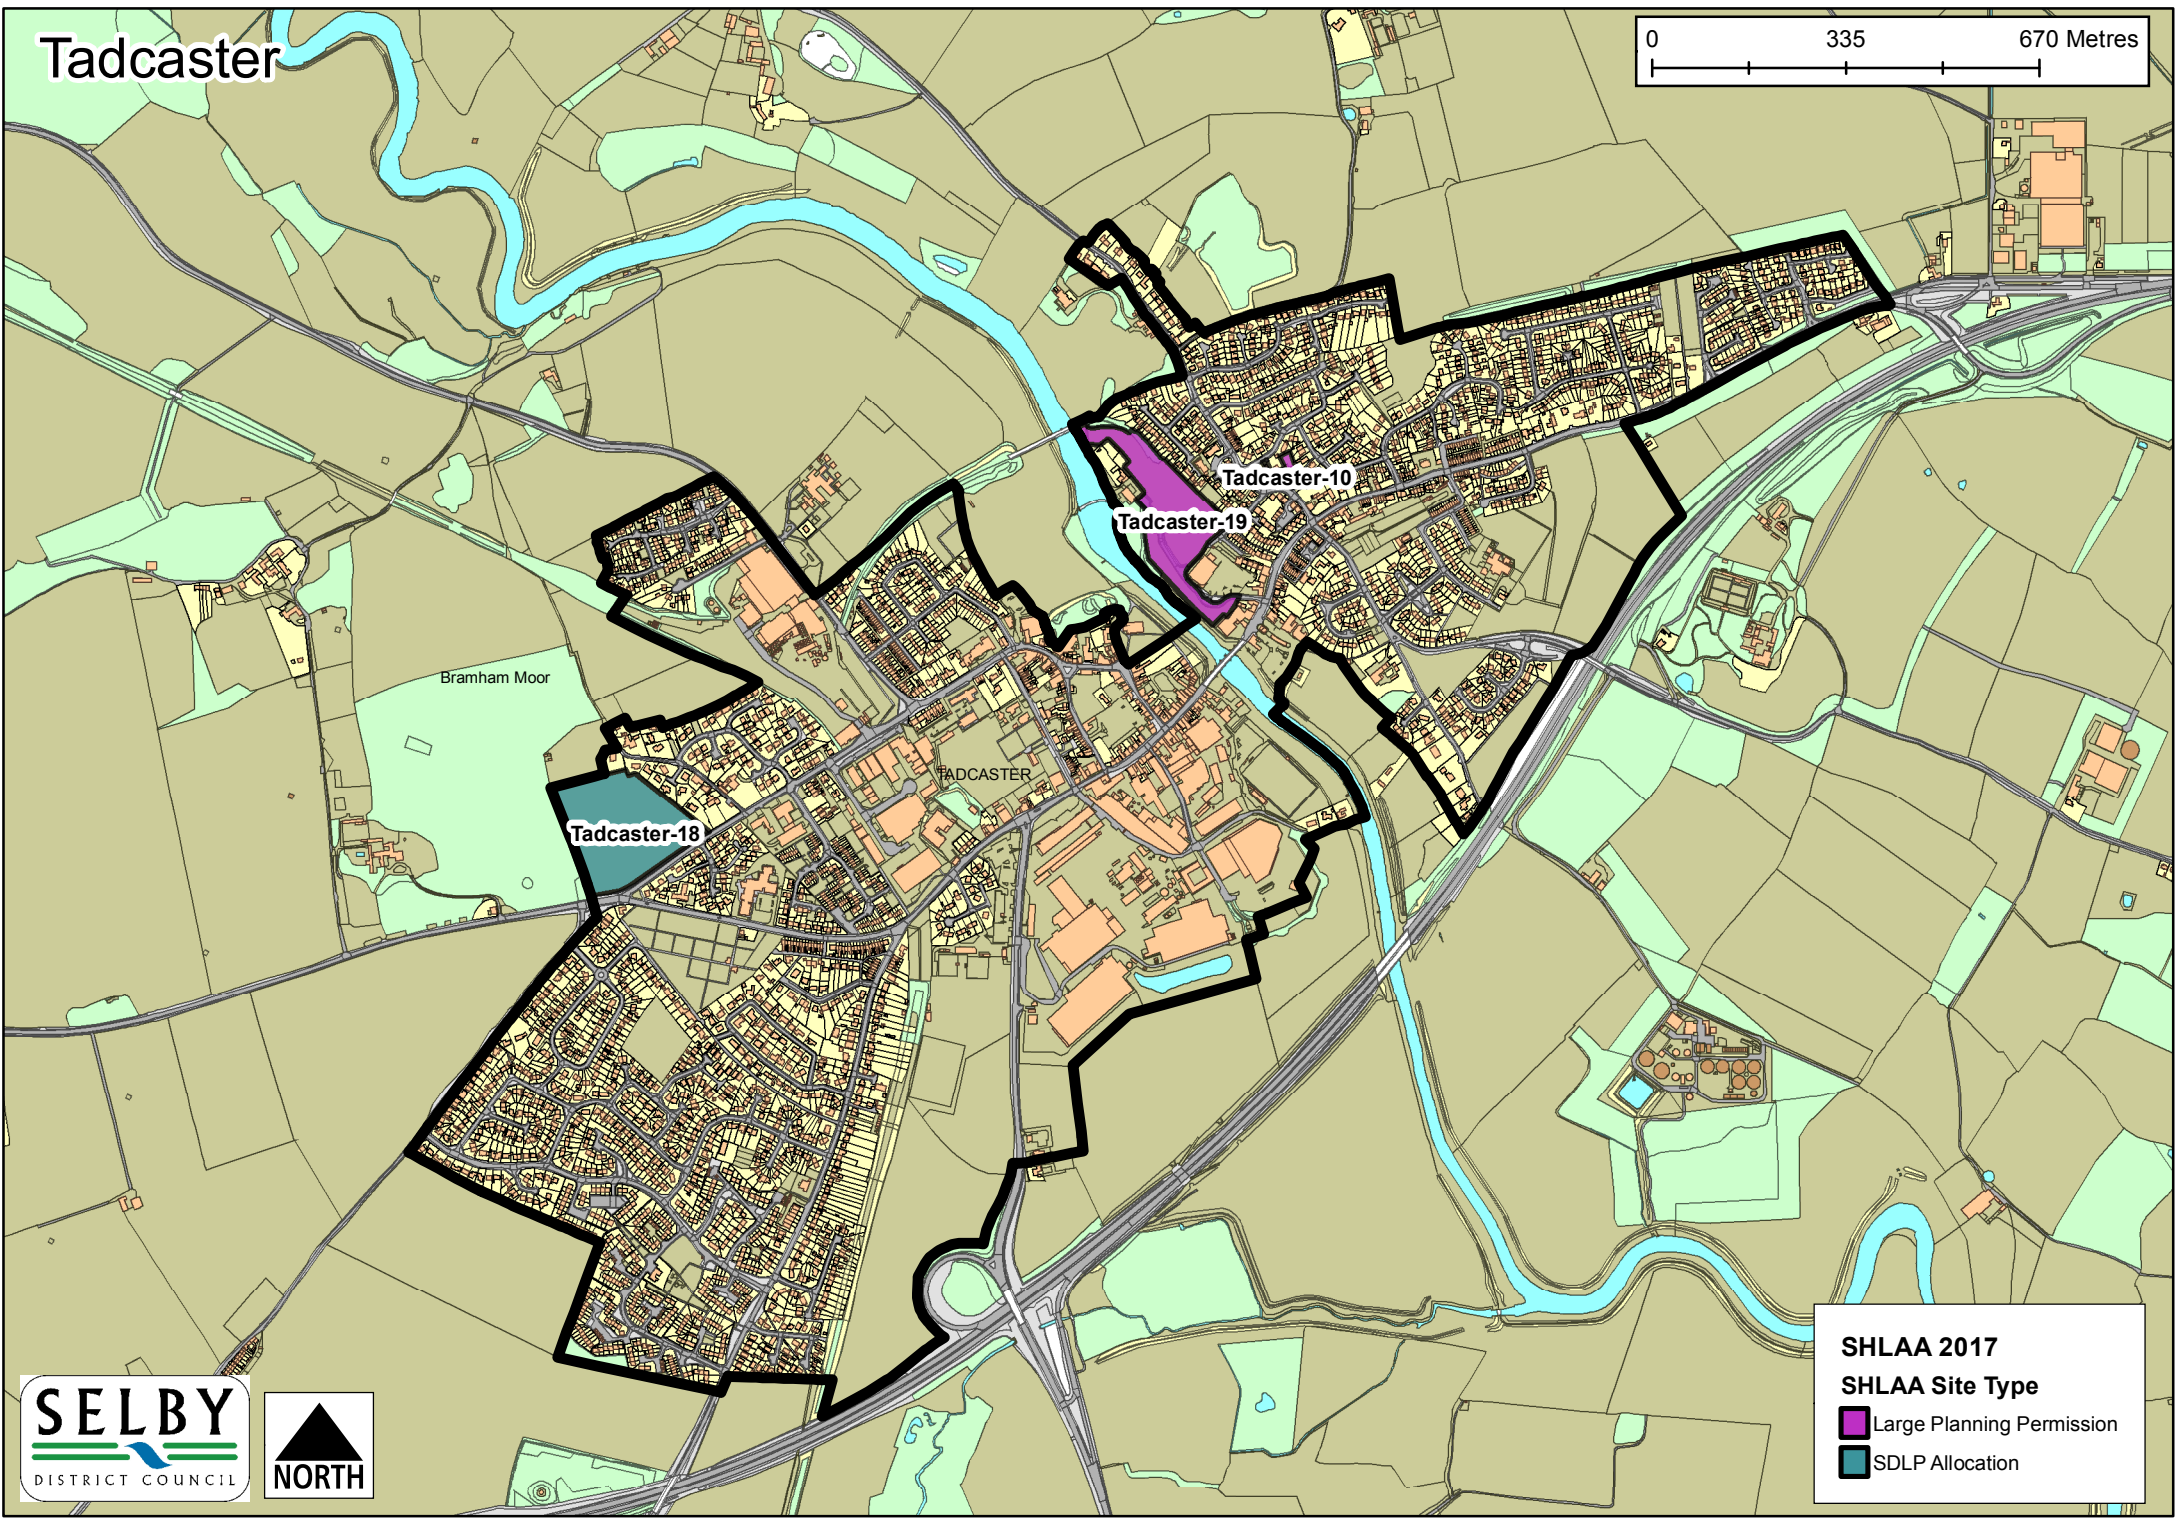 Tadcaster
0 335 670 Metres
Tadcaster-10
Tadcaster-19
Bramham Moor
TADCASTER
Tadcaster-18
SHLAA 2017
SHLAA Site Type
Large Planning Permission
SDLP Allocation
SELBY
DISTRICT COUNCIL
NORTH